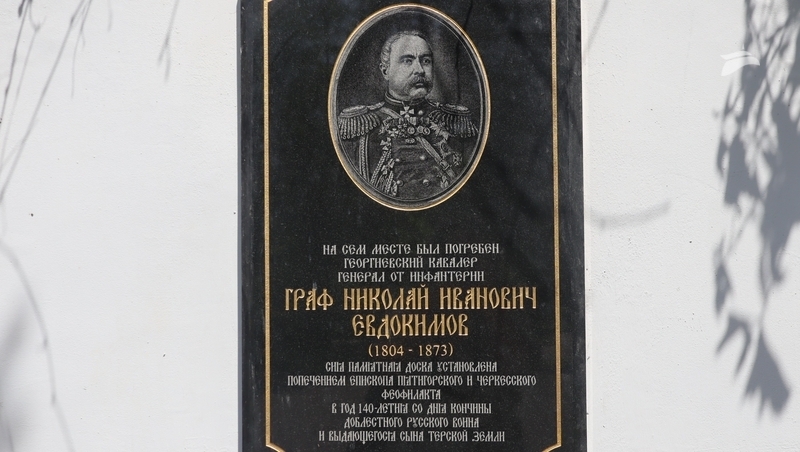 НА СЕМ МЕСТЕ БЫЛ ПОГРЕБЕН
ГЕОРГИЕВСКИЙ КАВАЛЕР
ГЕНЕРАЛ ОТ ИНФАНТЕРИИ
ГРАФ НИКОЛАЙ ИВАНОВИЧ
ЕВДОКИМОВ
(1804 - 1873)
СИЯ ПАМЯТНАЯ ДОСКА УСТАНОВЛЕНА
ПОПЕЧЕНИЕМ ЕПИСКОПА ПЯТИГОРСКОГО И ЧЕРКЕССКОГО
ФЕОФИЛАКТА
В ГОД 140-ЛЕТИЯ СО ДНЯ КОНЧИНЫ
ДОБЛЕСТНОГО РУССКОГО ВОИНА
И ВЫДАЮЩЕГОСЯ СЫНА ТЕРСКОЙ ЗЕМЛИ